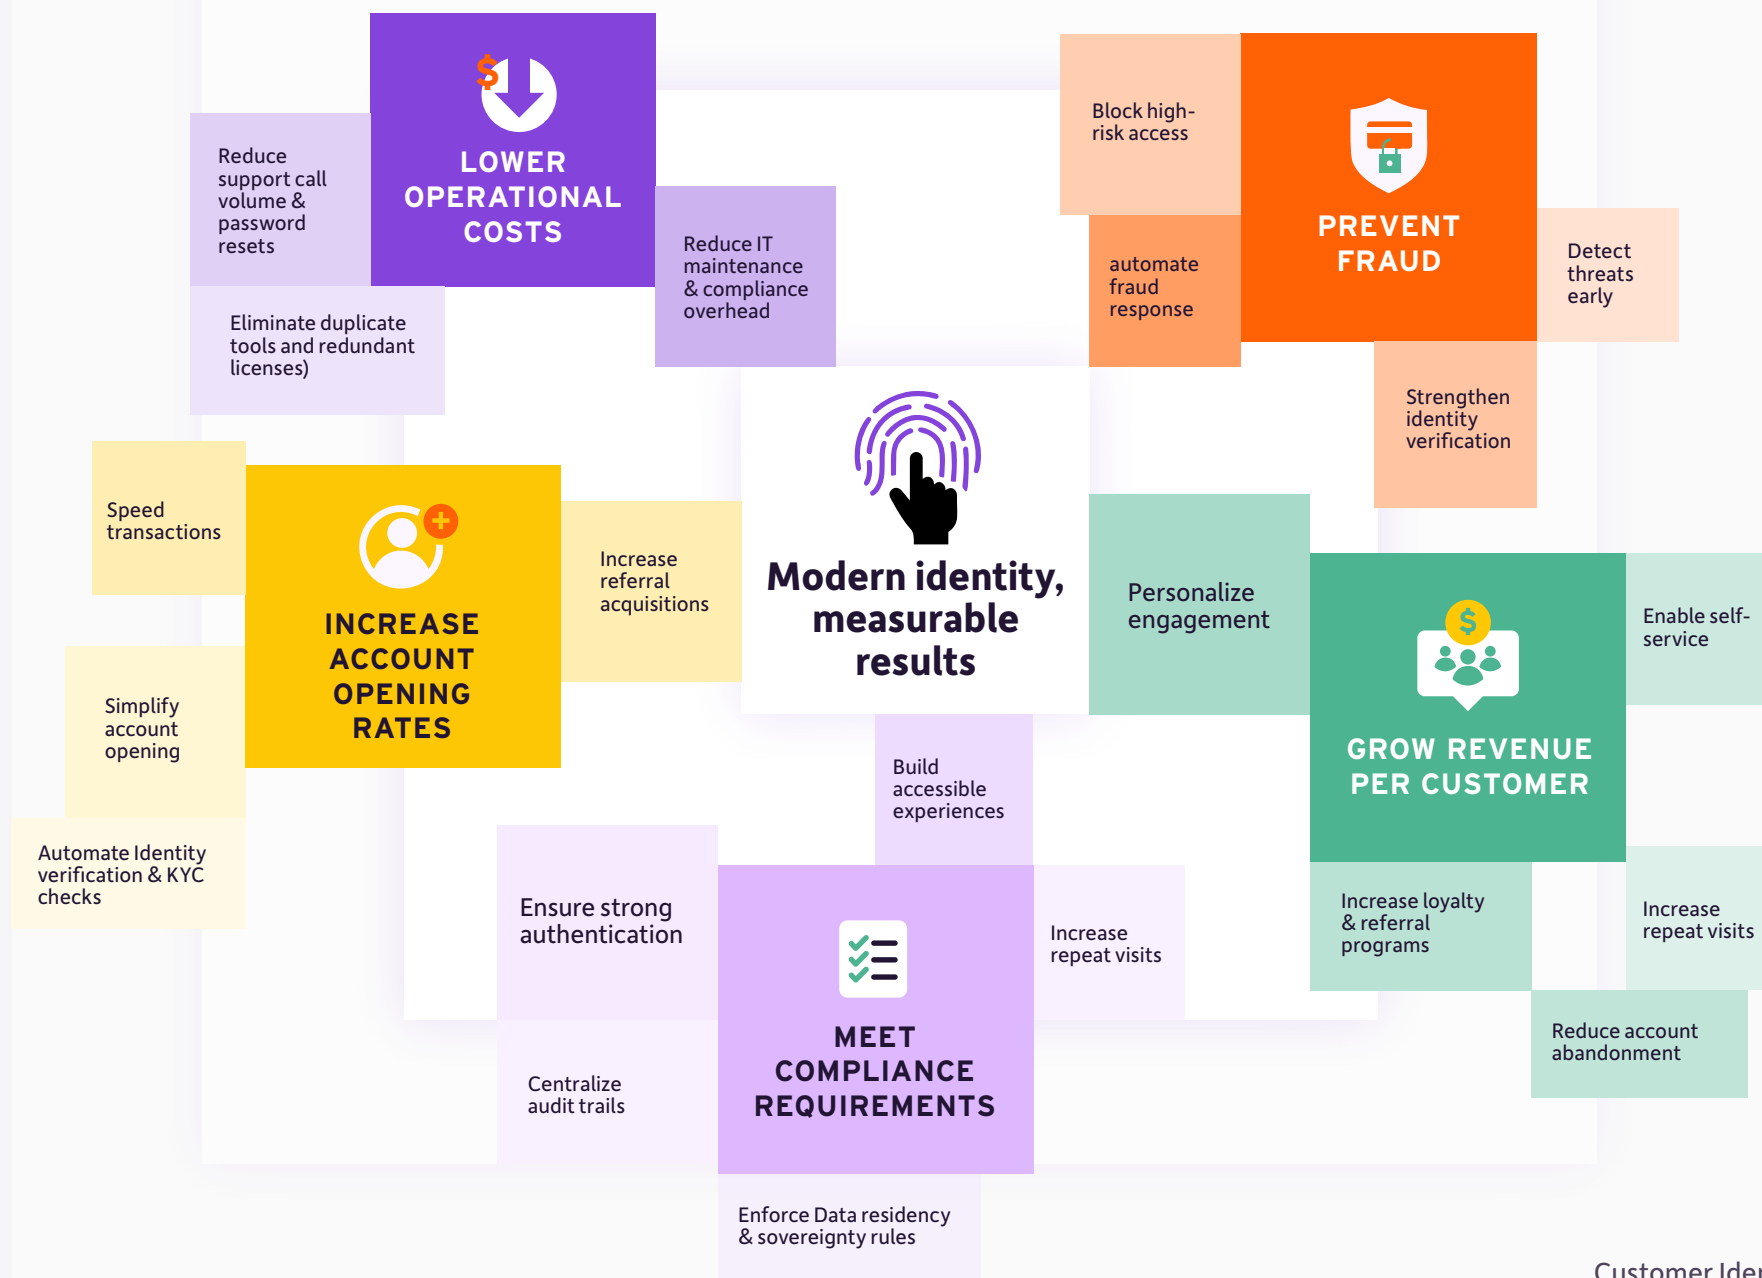 LOWER
OPERATIONAL
COSTS
Reduce
support call
volume &
password
resets
Reduce IT
maintenance
& compliance
overhead
Eliminate duplicate
tools and redundant
licenses)
Block high-
risk access
PREVENT
FRAUD
automate
fraud
response
Detect
threats
early
Strengthen
identity
verification
Speed
transactions
INCREASE
ACCOUNT
OPENING
RATES
Increase
referral
acquisitions
Simplify
account
opening
Automate Identity
verification & KYC
checks
Modern identity,
measurable
results
Personalize
engagement
$
GROW REVENUE
PER CUSTOMER
Enable self-
service
Increase loyalty
& referral
programs
Increase
repeat visits
Reduce account
abandonment
Build
accessible
experiences
Ensure strong
authentication
MEET
COMPLIANCE
REQUIREMENTS
Increase
repeat visits
Centralize
audit trails
Enforce Data residency
& sovereignty rules
Customer